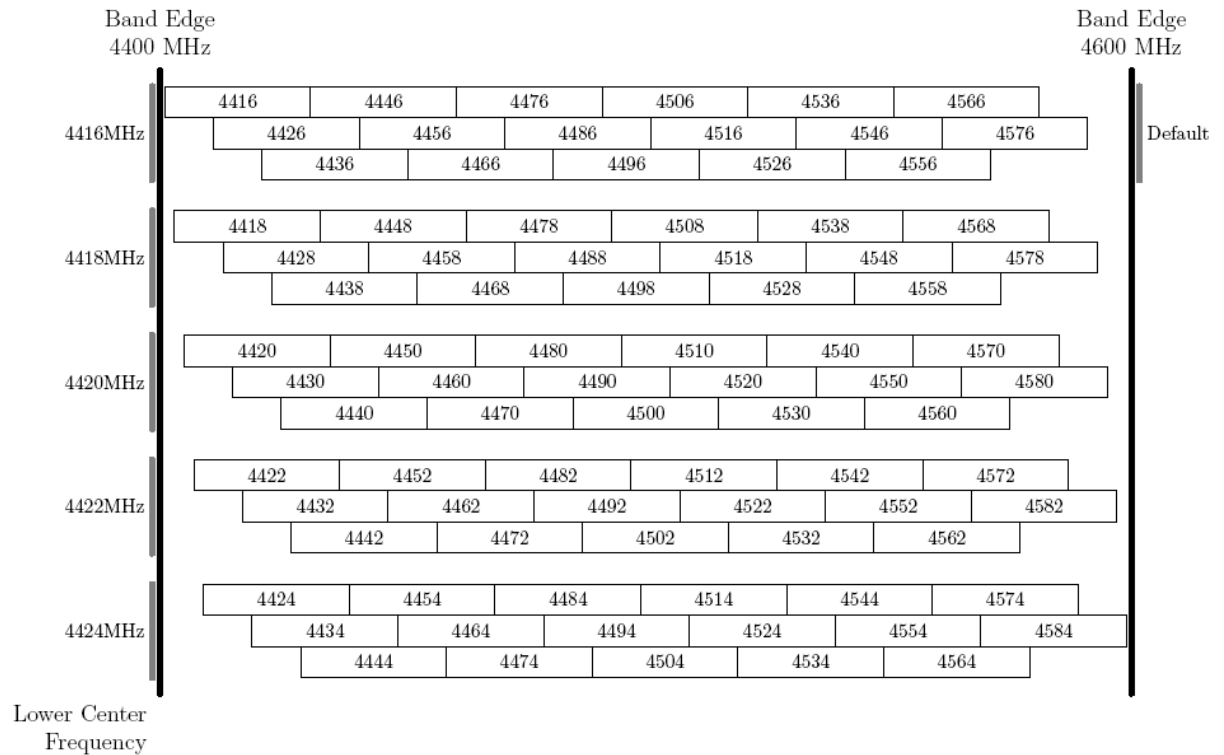 Band Edge
4400 MHz
Band Edge
4600 MHz
4416MHz
4416 4446 4476 4506 4536 4566
4426 4456 4486 4516 4546 4576
4436 4466 4496 4526 4556
Default
4418MHz
4418 4448 4478 4508 4538 4568
4428 4458 4488 4518 4548 4578
4438 4468 4498 4528 4558
4420MHz
4420 4450 4480 4510 4540 4570
4430 4460 4490 4520 4550 4580
4440 4470 4500 4530 4560
4422MHz
4422 4452 4482 4512 4542 4572
4432 4462 4492 4522 4552 4582
4442 4472 4502 4532 4562
4424MHz
4424 4454 4484 4514 4544 4574
4434 4464 4494 4524 4554 4584
4444 4474 4504 4534 4564
Lower Center
Frequency